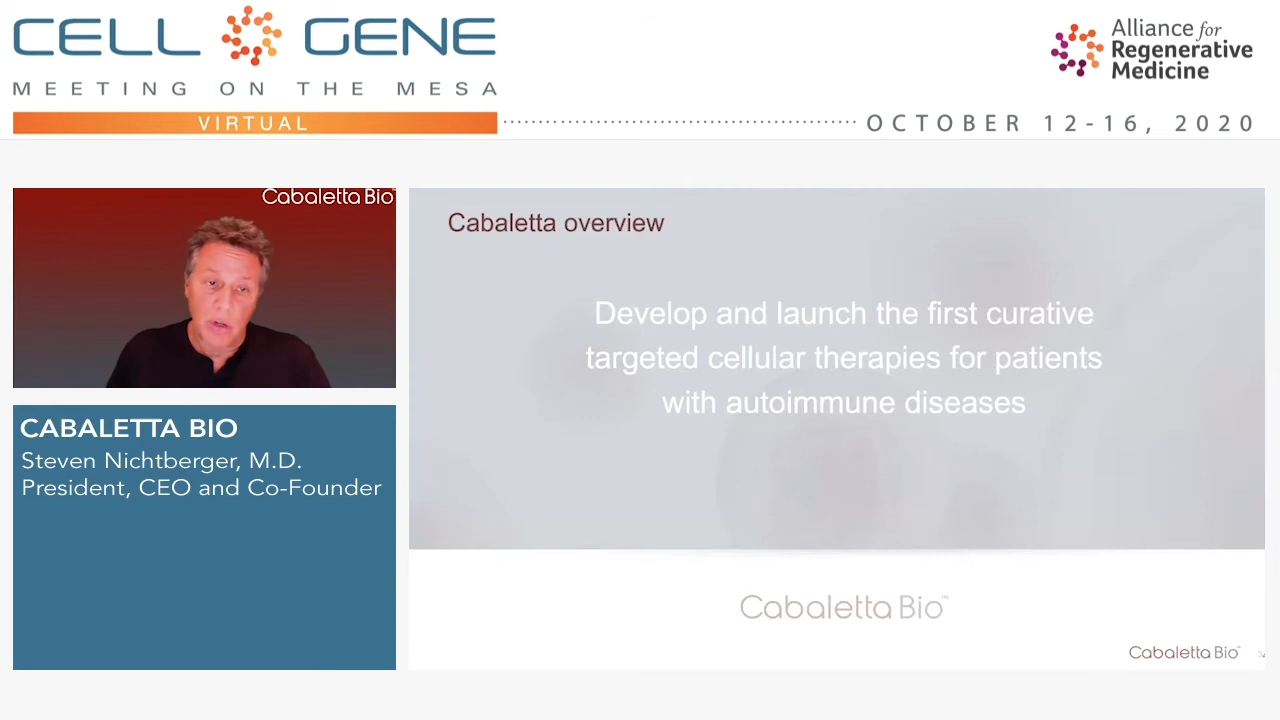 CELL GENE
MEETING ON THE MESA
VIRTUAL
Alliance for
Regenerative
Medicine
OCTOBER 12-16, 2020
Cabaletta Bio
CABALETTA BIO
Steven Nichtberger, M.D.
President, CEO and Co-Founder
Cabaletta overview
Develop and launch the first curative
targeted cellular therapies for patients
with autoimmune diseases
Cabaletta Bio™
Cabaletta Bio™